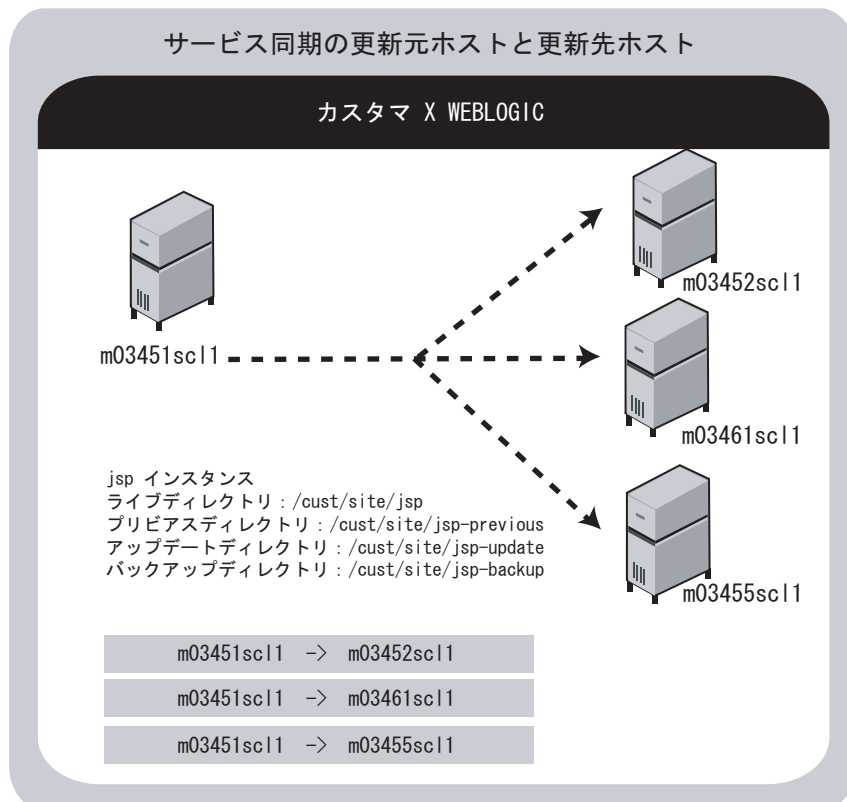 サービス同期の更新元ホストと更新先ホスト
カスタマ X WEBLOGIC
m03452scl1
m03451scl1
m03461scl1
jsp インスタンス
ライブディレクトリ：/cust/site/jsp
プリビアスディレクトリ：/cust/site/jsp-previous
アップデートディレクトリ：/cust/site/jsp-update
バックアップディレクトリ：/cust/site/jsp-backup
m03455scl1
m03451scl1 -> m03452scl1
m03451scl1 -> m03461scl1
m03451scl1 -> m03455scl1